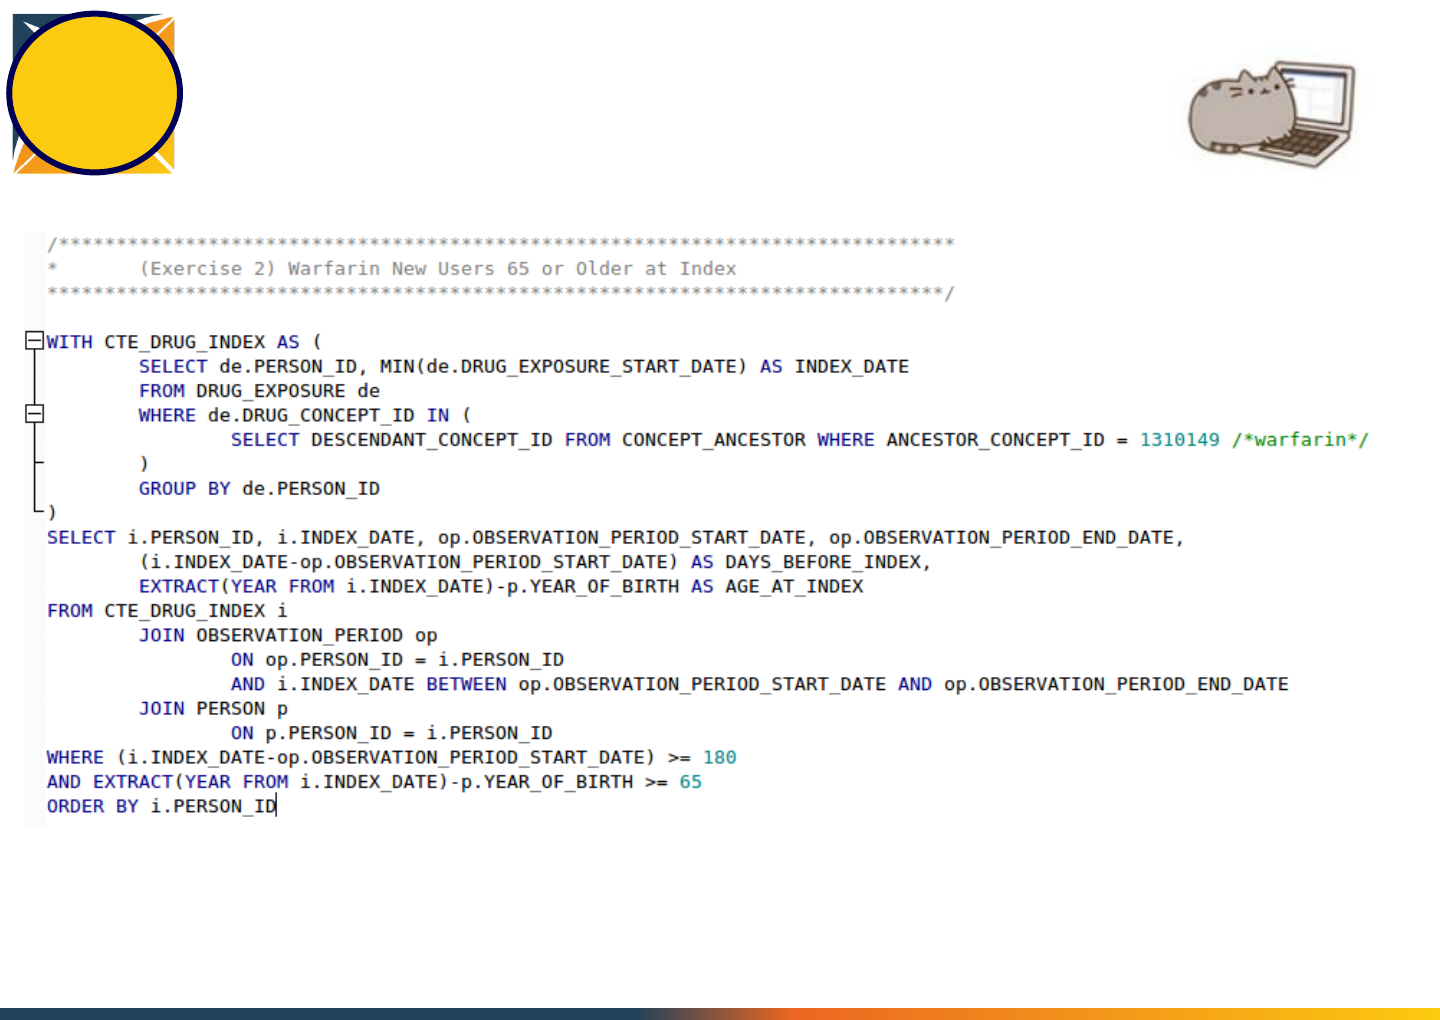 /******************************************************************************
* (Exercise 2) Warfarin New Users 65 or Older at Index
******************************************************************************/
WITH CTE_DRUG_INDEX AS (
SELECT de.PERSON_ID, MIN(de.DRUG_EXPOSURE_START_DATE) AS INDEX_DATE
FROM DRUG_EXPOSURE de
WHERE de.DRUG_CONCEPT_ID IN (
SELECT DESCENDANT_CONCEPT_ID FROM CONCEPT_ANCESTOR WHERE ANCESTOR_CONCEPT_ID = 1310149 /*warfarin*/
)
GROUP BY de.PERSON_ID
)
SELECT i.PERSON_ID, i.INDEX_DATE, op.OBSERVATION_PERIOD_START_DATE, op.OBSERVATION_PERIOD_END_DATE,
(i.INDEX_DATE-op.OBSERVATION_PERIOD_START_DATE) AS DAYS_BEFORE_INDEX,
EXTRACT(YEAR FROM i.INDEX_DATE)-p.YEAR_OF_BIRTH AS AGE_AT_INDEX
FROM CTE_DRUG_INDEX i
JOIN OBSERVATION_PERIOD op
ON op.PERSON_ID = i.PERSON_ID
AND i.INDEX_DATE BETWEEN op.OBSERVATION_PERIOD_START_DATE AND op.OBSERVATION_PERIOD_END_DATE
JOIN PERSON p
ON p.PERSON_ID = i.PERSON_ID
WHERE (i.INDEX_DATE-op.OBSERVATION_PERIOD_START_DATE) >= 180
AND EXTRACT(YEAR FROM i.INDEX_DATE)-p.YEAR_OF_BIRTH >= 65
ORDER BY i.PERSON_ID